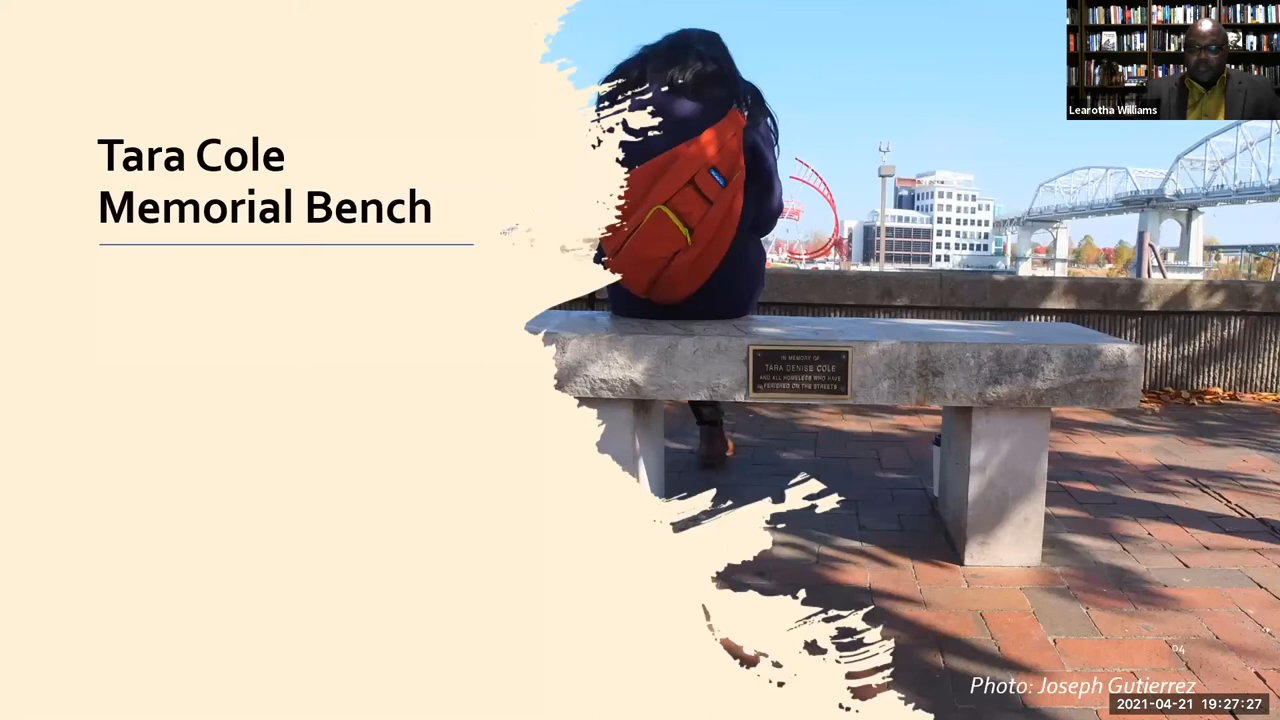 Tara Cole
Memorial Bench
Learotha Williams
IN MEMORY OF
TARA DENISE COLE
AND ALL HOMELESS WHO HAVE
PERISHED ON THE STREETS
94
Photo: Joseph Gutierrez
2021-04-21 19:27:27